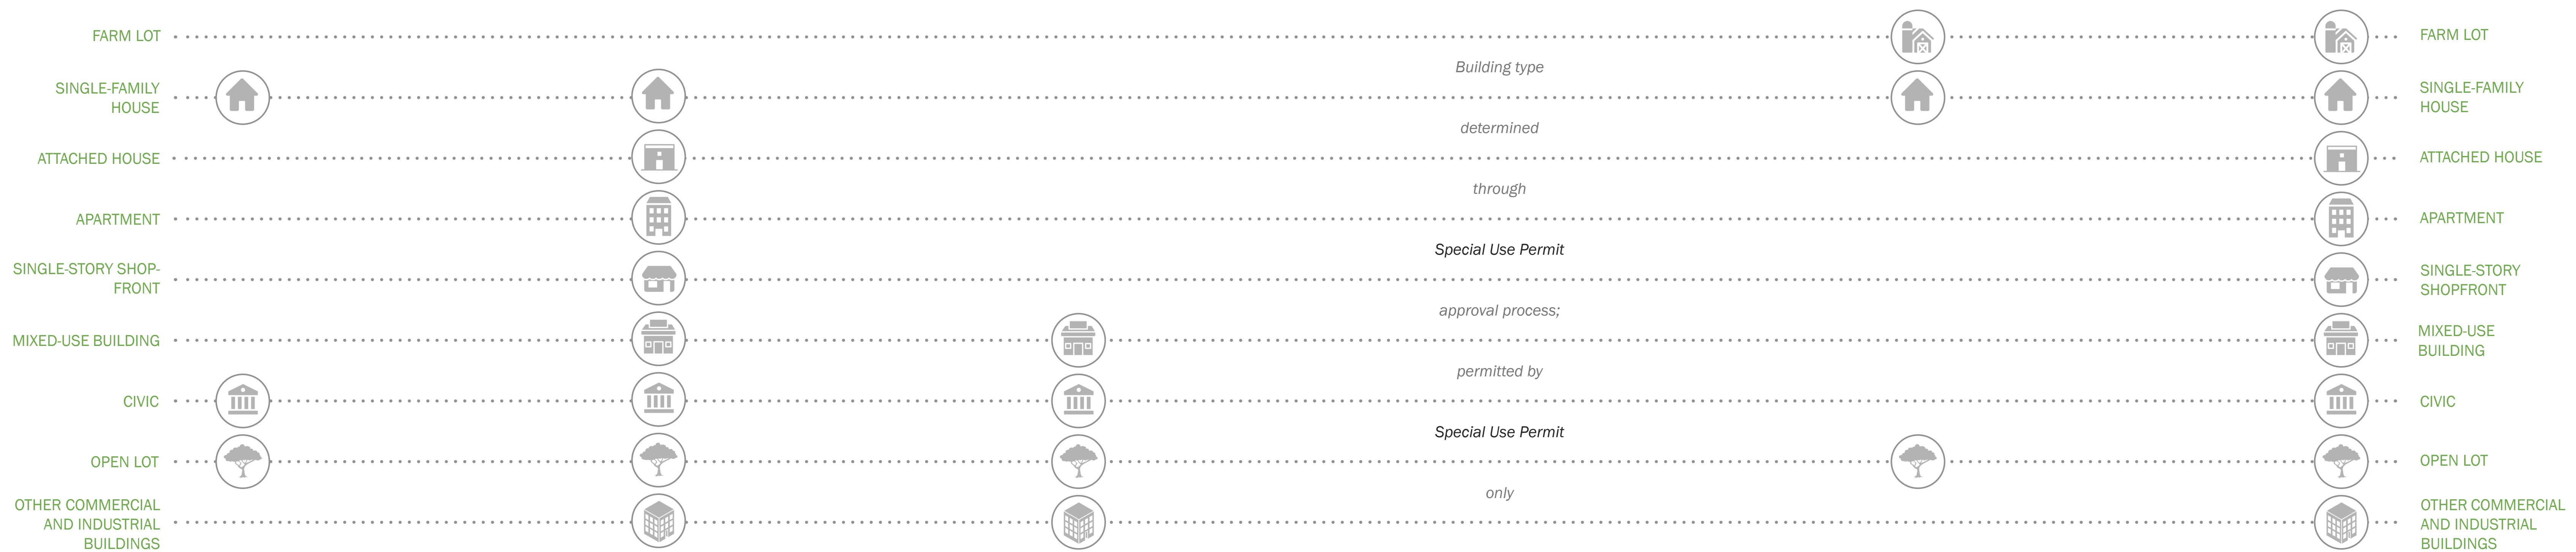 FARM LOT
FARM LOT
Building type
SINGLE-FAMILY
HOUSE
SINGLE-FAMILY
HOUSE
determined
ATTACHED HOUSE
ATTACHED HOUSE
through
APARTMENT
APARTMENT
Special Use Permit
SINGLE-STORY SHOP-
FRONT
SINGLE-STORY
SHOPFRONT
approval process;
MIXED-USE BUILDING
MIXED-USE
BUILDING
permitted by
CIVIC
CIVIC
Special Use Permit
OPEN LOT
OPEN LOT
only
OTHER COMMERCIAL
AND INDUSTRIAL
BUILDINGS
OTHER COMMERCIAL
AND INDUSTRIAL
BUILDINGS